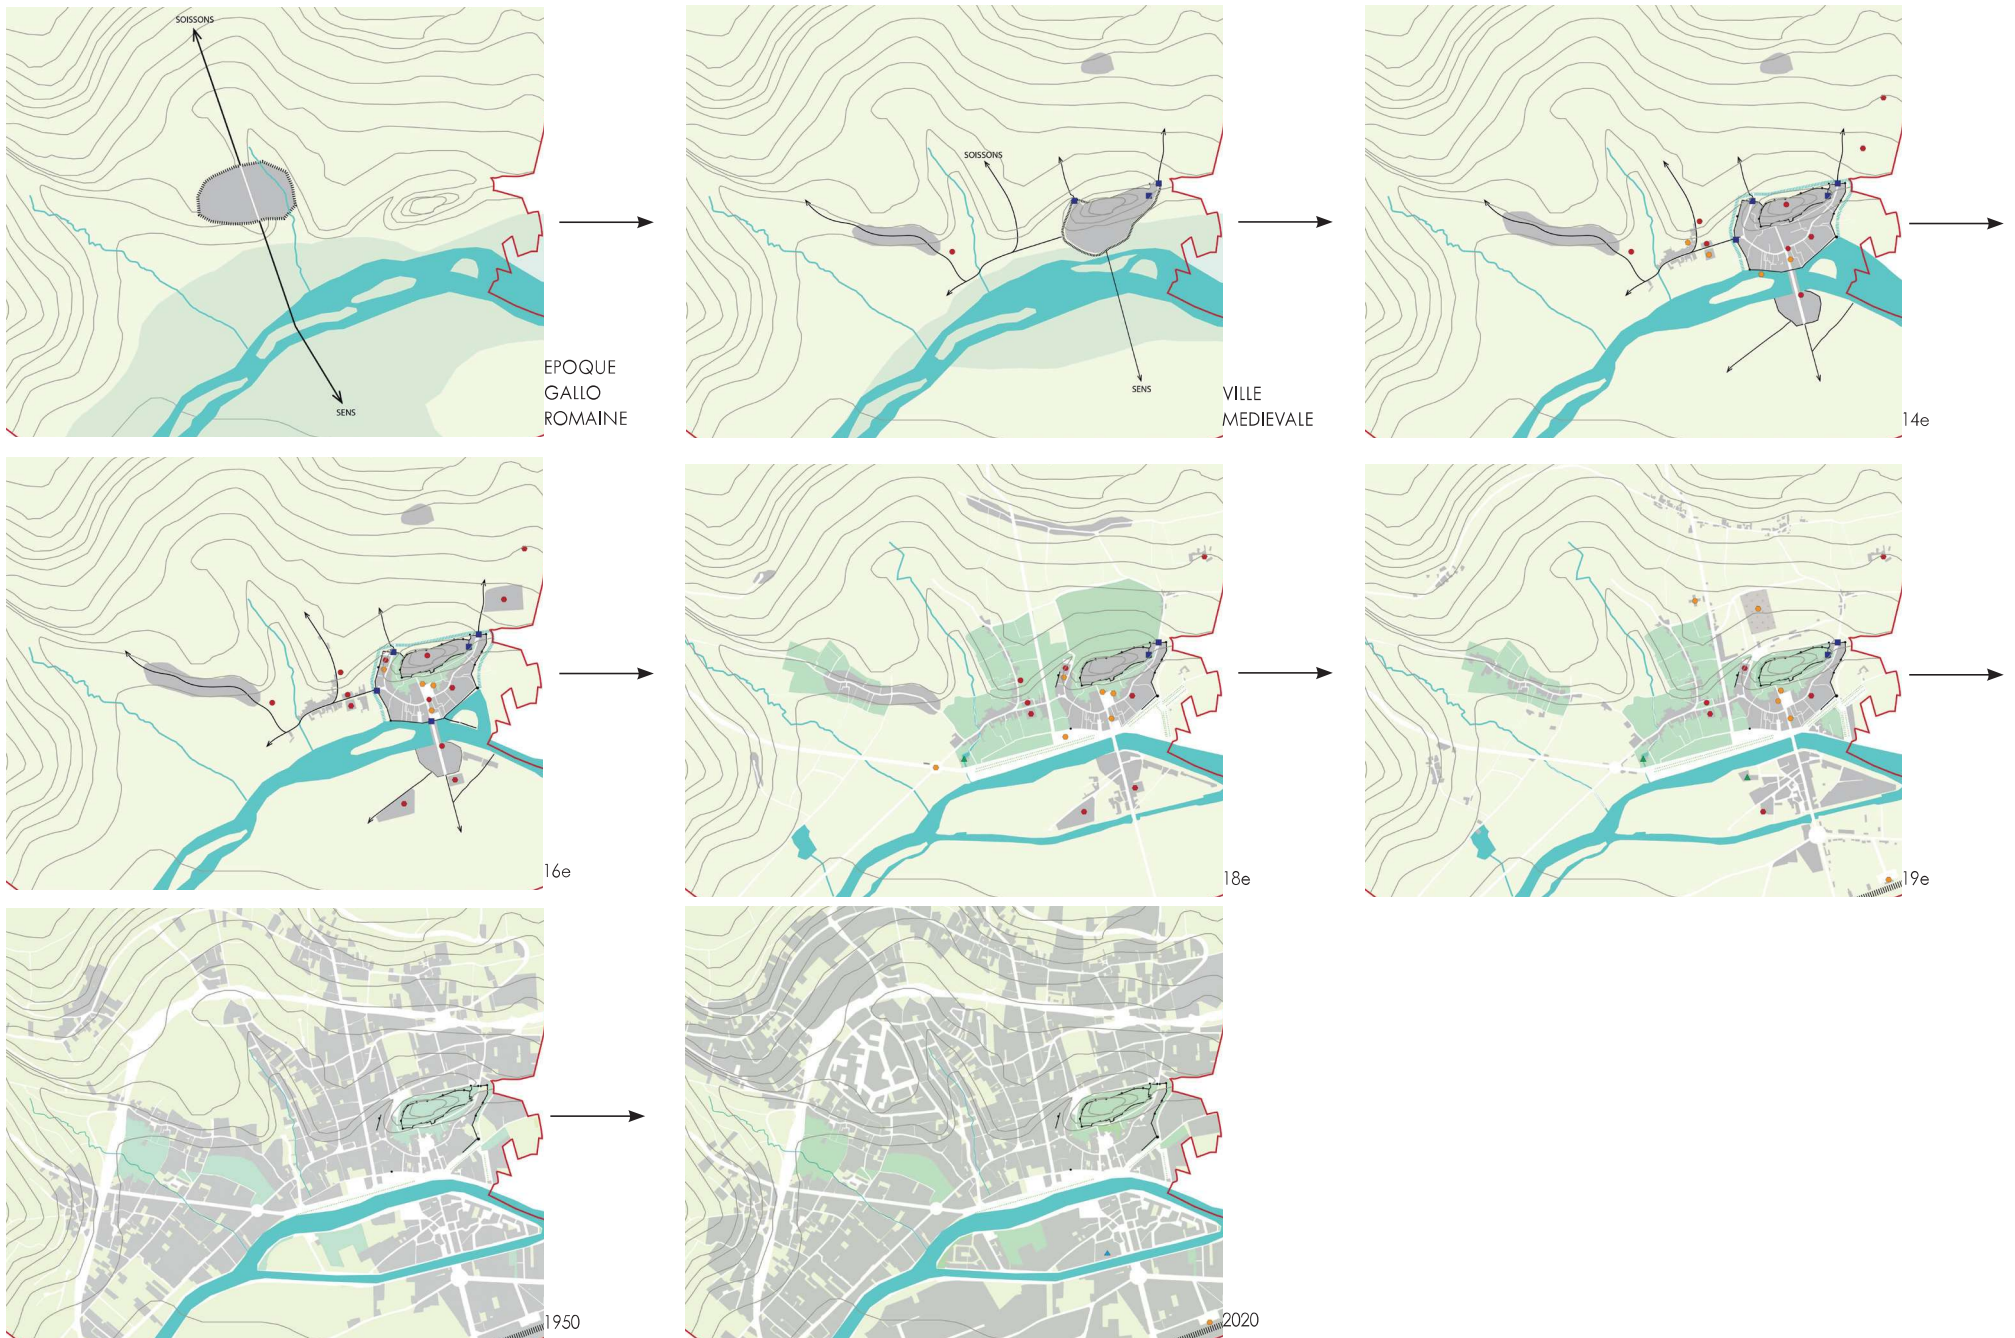 SOISSONS
SENS
EPOQUE
GALLO
ROMAINE
SOISSONS
SENS
VILLE
MEDIEVALE
14e
16e
18e
19e
1950
2020